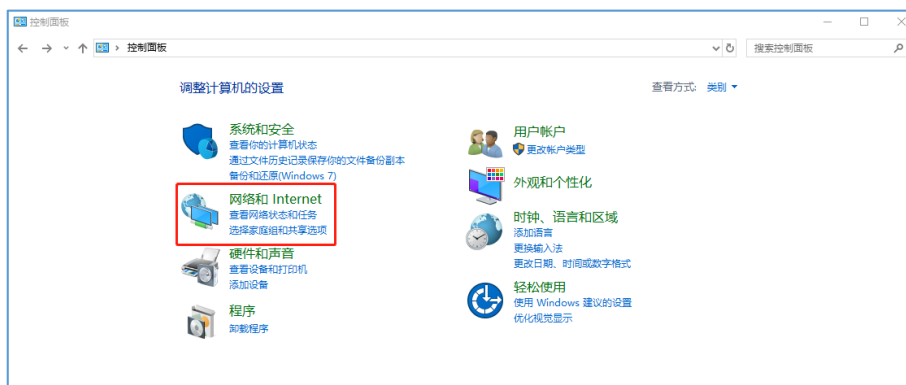 控制面板
控制面板
搜索控制面板
调整计算机的设置
查看方式: 类别
系统和安全
查看你的计算机状态
通过文件历史记录保存你的文件备份副本
备份和还原(Windows 7)
网络和 Internet
查看网络状态和任务
选择家庭组和共享选项
硬件和声音
查看设备和打印机
添加设备
程序
卸载程序
用户帐户
更改帐户类型
外观和个性化
时钟、语言和区域
添加语言
更换输入法
更改日期、时间或数字格式
轻松使用
使用 Windows 建议的设置
优化视觉显示